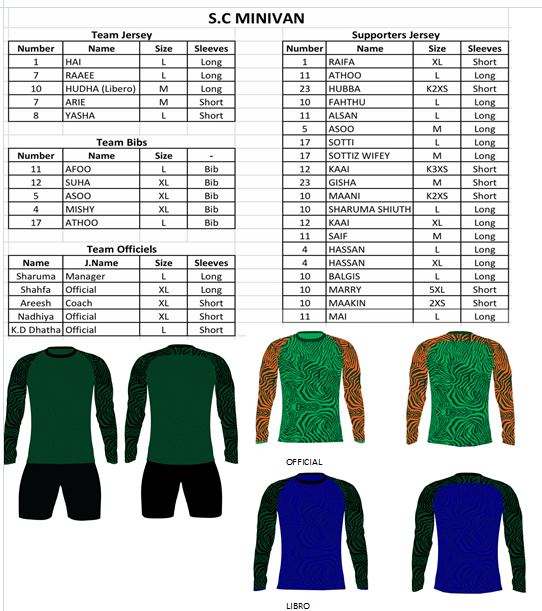 S.C MINIVAN
Team Jersey
Number Name Size Sleeves
1 HAI L Long
7 RAAEE L Long
10 HUDHA (Libero) M Long
7 ARIE M Short
8 YASHA L Short
Team Bibs
Number Name Size -
11 AFOO L Bib
12 SUHA XL Bib
5 ASOO XL Bib
4 MISHY XL Bib
17 ATHOO L Bib
Team Officiels
Name J.Name Size Sleeves
Sharuma Manager L Long
Shahfa Official XL Long
Areesh Coach XL Short
Nadhiya Official XL Short
K.D Dhatha Official L Short
Supporters Jersey
Number Name Size Sleeves
1 RAIFA XL Short
11 ATHOO L Long
23 HUBBA K2XS Short
10 FAHTHU L Long
11 ALSAN L Long
5 ASOO M Long
17 SOTTI L Long
17 SOTTIZ WIFEY M Long
12 KAAI K3XS Short
23 GISHA M Short
10 MAANI K2XS Short
10 SHARUMA SHIUTH L Long
12 KAAI XL Long
11 SAIF M Long
4 HASSAN L Long
4 HASSAN XL Long
10 BALGIS L Long
10 MARRY 5XL Short
10 MAAKIN 2XS Short
11 MAI L Long
OFFICIAL
LIBRO